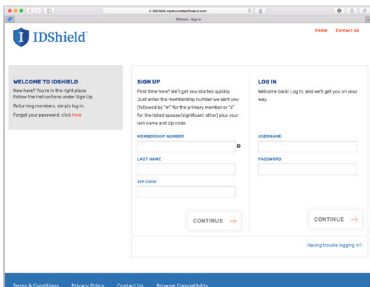 IDShield - Sign In
IDShield
Home Contact Us
WELCOME TO IDSHIELD
New here? You're in the right place.
Follow the instructions under Sign Up.
Returning members, simply log in.
Forgot your password, click here
SIGN UP
First time here? We'll get you started quickly.
Just enter the membership number we sent you
(followed by "m" for the primary member or "s"
for the listed spouse/significant other) plus your
last name and zip code.
MEMBERSHIP NUMBER
LAST NAME
ZIP CODE
CONTINUE →
LOG IN
Welcome back! Log in, and we'll get you on your
way.
USERNAME
PASSWORD
CONTINUE →
Having trouble logging in?
Terms & Conditions Privacy Policy Contact Us Browser Compatibility